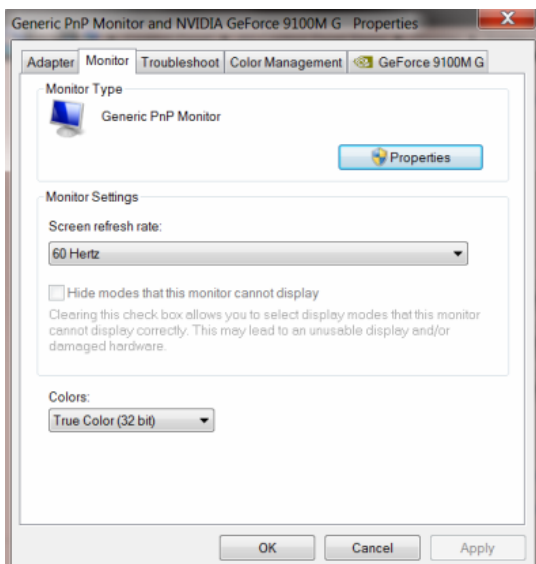 Generic PnP Monitor and NVIDIA GeForce 9100M G Properties
X
Adapter Monitor Troubleshoot Color Management GeForce 9100M G
Monitor Type
Generic PnP Monitor
Properties
Monitor Settings
Screen refresh rate:
60 Hertz
Hide modes that this monitor cannot display
Clearing this check box allows you to select display modes that this monitor
cannot display correctly. This may lead to an unusable display and/or
damaged hardware.
Colors:
True Color (32 bit)
OK Cancel Apply